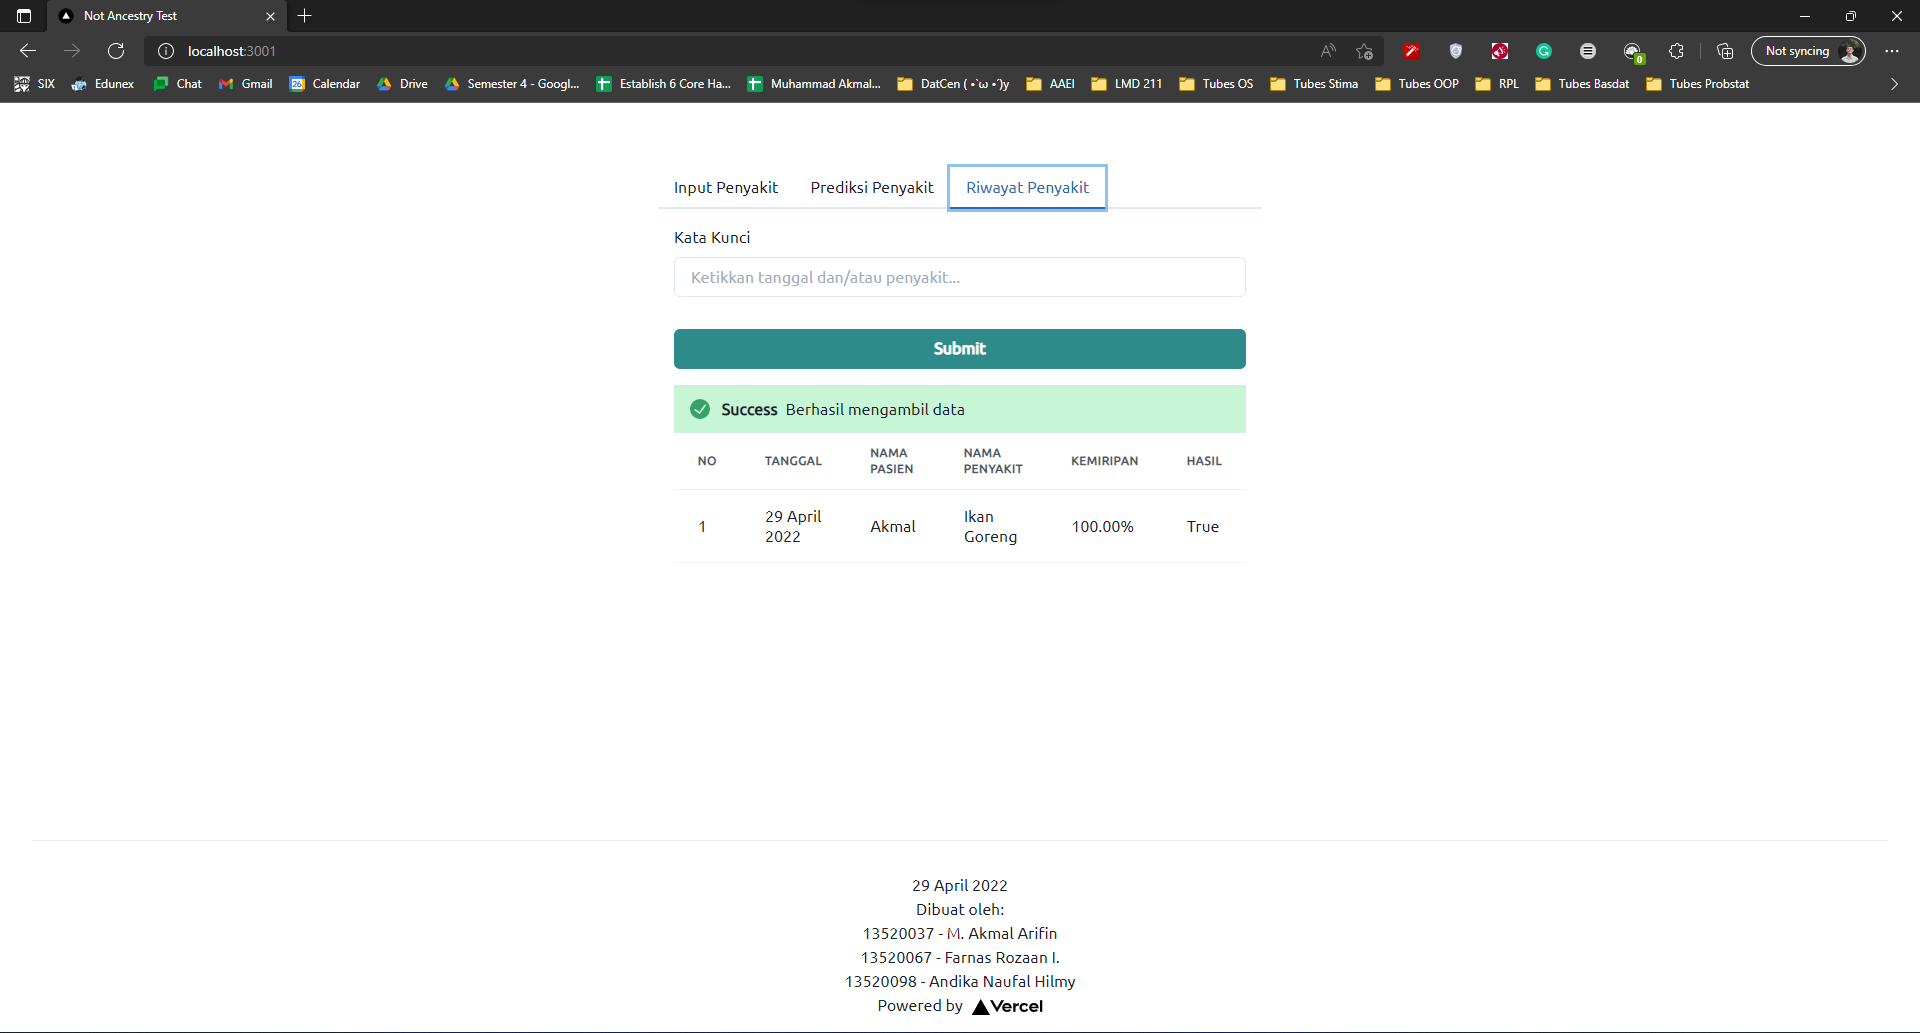 Not Ancestry Test
localhost:3001
Not syncing
SIX Edunex Chat Gmail Calendar Drive Semester 4 - Googl... Establish 6 Core Ha... Muhammad Akmal... DatCen ( •̀ω •́ )y AAEI LMD 211 Tubes OS Tubes Stima Tubes OOP RPL Tubes Basdat Tubes Probstat
Input Penyakit Prediksi Penyakit Riwayat Penyakit
Kata Kunci
Ketikkan tanggal dan/atau penyakit...
Submit
Success Berhasil mengambil data
NO TANGGAL NAMA PASIEN NAMA PENYAKIT KEMIRIPAN HASIL
1 29 April 2022 Akmal Ikan Goreng 100.00% True
29 April 2022
Dibuat oleh:
13520037 - M. Akmal Arifin
13520067 - Farnas Rozaan I.
13520098 - Andika Naufal Hilmy
Powered by Vercel